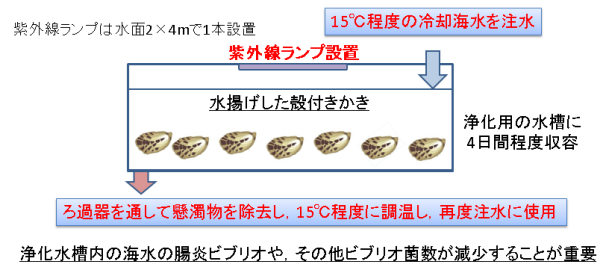 紫外線ランプは水面2×4mで1本設置
15℃程度の冷却海水を注水
紫外線ランプ設置
水揚げした殻付きかき
浄化用の水槽に
4日間程度収容
ろ過器を通して懸濁物を除去し，15℃程度に調温し，再度注水に使用
浄化水槽内の海水の腸炎ビブリオや，その他ビブリオ菌数が減少することが重要